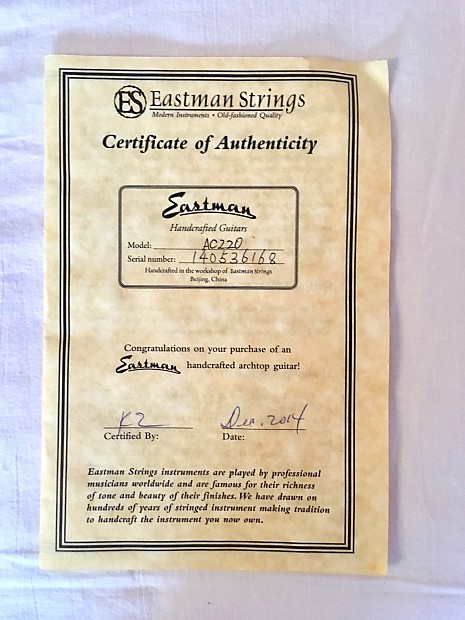 ES Eastman Strings
Modern Instruments • Old-fashioned Quality
Certificate of Authenticity
Eastman
Handcrafted Guitars
Model: AC220
Serial number: 140536168
Handcrafted in the workshop of Eastman Strings
Beijing, China
Congratulations on your purchase of an
Eastman handcrafted archtop guitar!
KZ Dec. 2014
Certified By: Date:
Eastman Strings instruments are played by professional
musicians worldwide and are famous for their richness
of tone and beauty of their finishes. We have drawn on
hundreds of years of stringed instrument making tradition
to handcraft the instrument you now own.